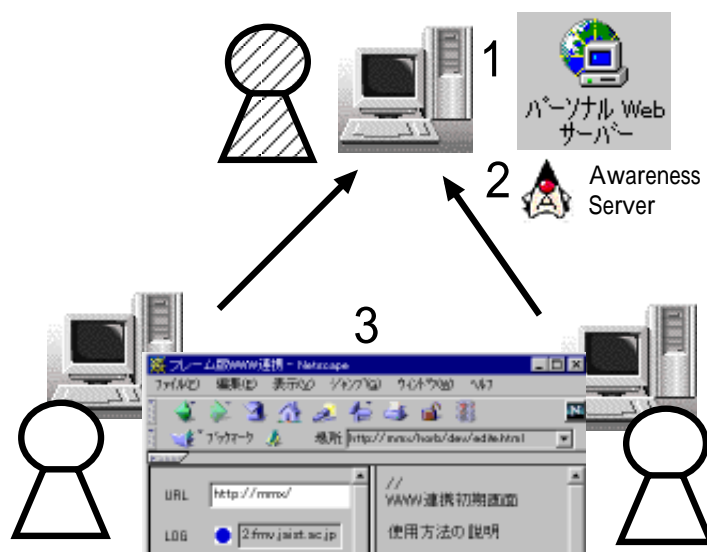 1
パーソナル Web
サーバー
2
Awareness
Server
3
フレーム版WWW連携 - Netscape
ファイル(F) 編集(E) 表示(V) ジャンプ(G) ウインドウ(W) ヘルプ
N
ブックマーク 場所 http://mmx/horb/dev/edite.html
URL http://mmx/
LOG 2.fmv.jaist.ac.jp
//
WWW連携初期画面
使用方法の説明